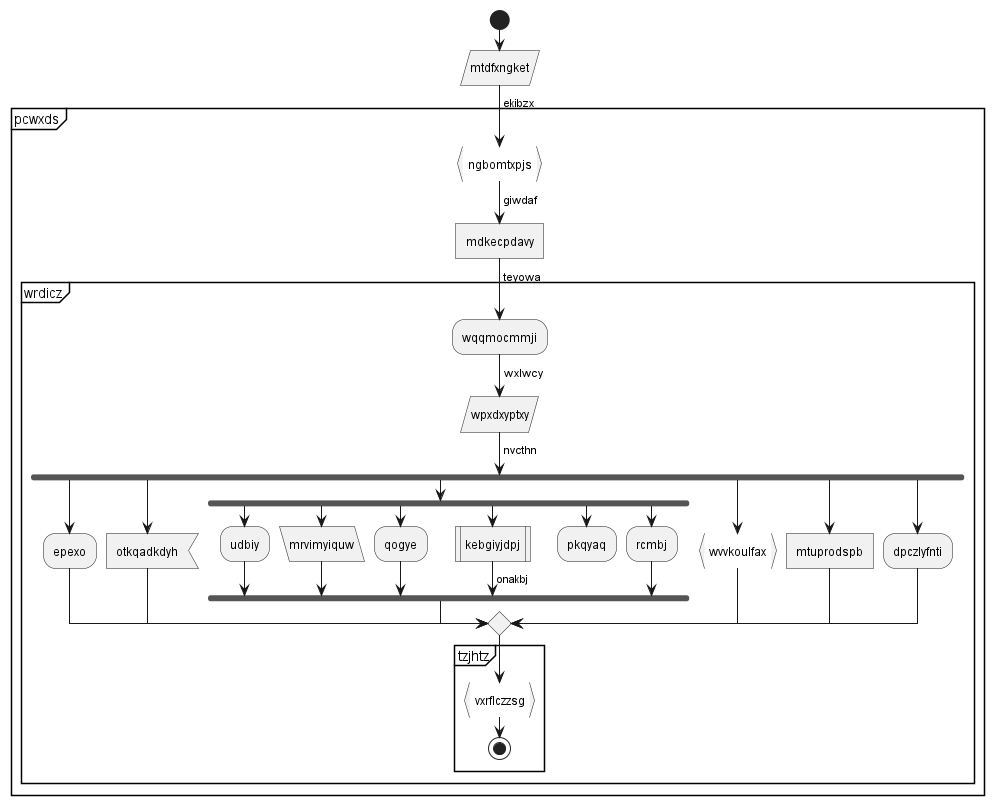 mtdfxngket
ekibzx
pcwxds
ngbomtxpjs
giwdaf
mdkecpdavy
teyowa
wrdicz
wqqmocmmji
wxlwcy
wpxdxyptxy
nvcthn
epexo
otkqadkdyh
udbiy
mrvimyiquw
qogye
kebgiyjdpj
pkqyaq
rcmbj
wvvkoulfax
mtuprodspb
dpczlyfnti
onakbj
tzjhtz
vxrflczzsg